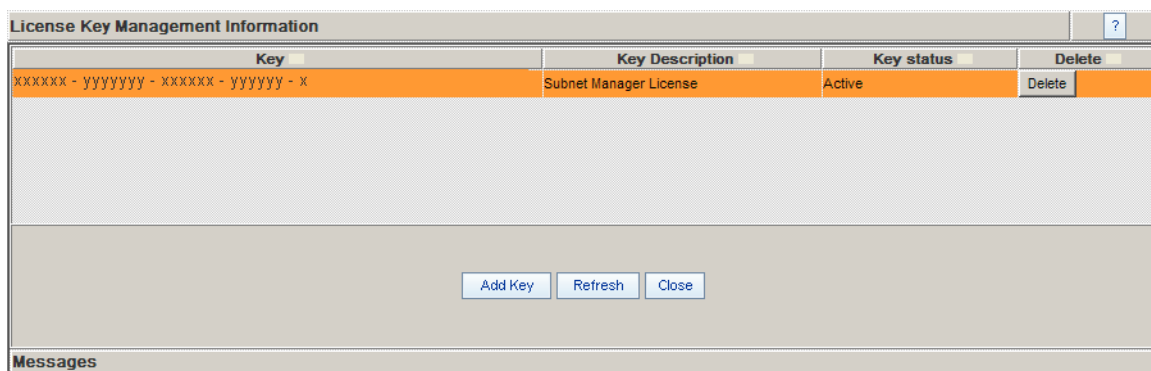 License Key Management Information ?
Key Key Description Key status Delete
xxxxxx - yyyyyyy - xxxxxx - yyyyyy - x Subnet Manager License Active Delete
Add Key Refresh Close
Messages